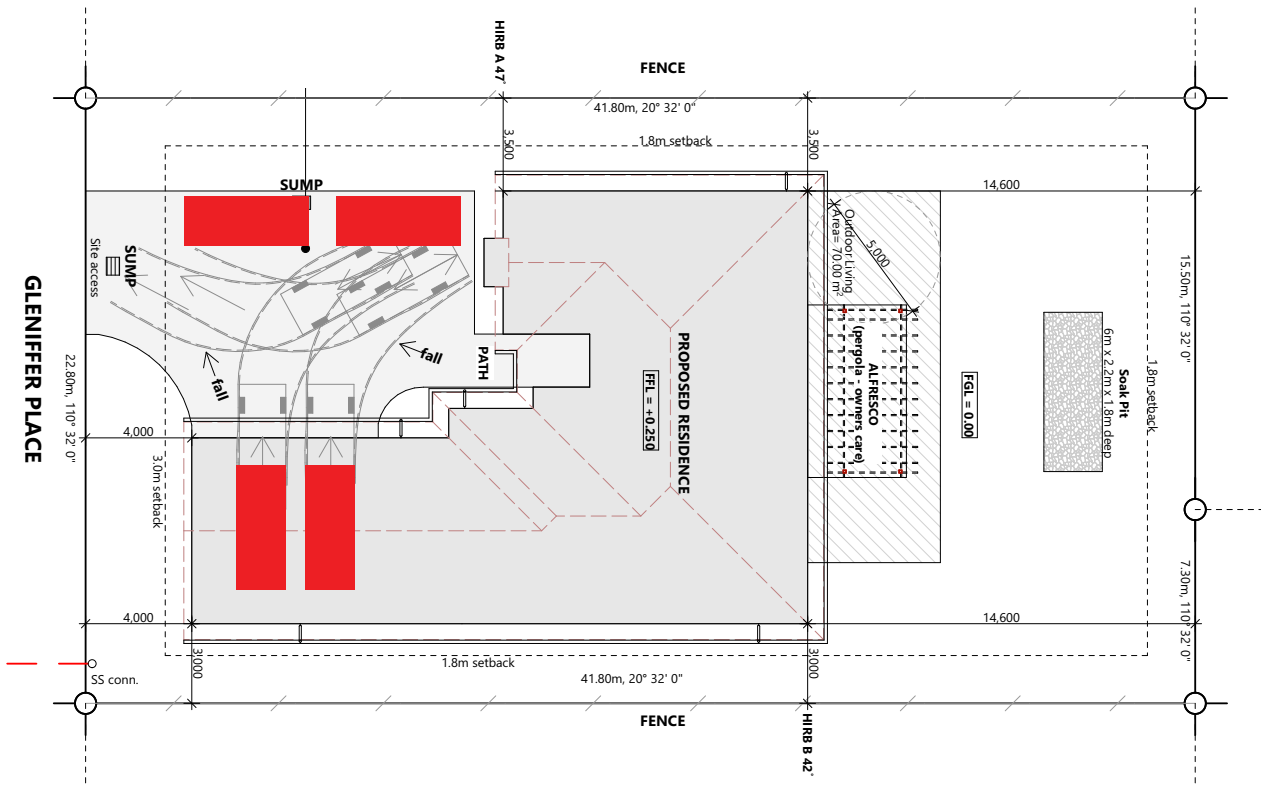 HIRB A 47°
FENCE
41.80m, 20° 32' 0"
3,500
1.8m setback
3,500
SUMP
14,600
SUMP
Site access
Outdoor Living
Area= 70.00 m²
5,000
15.50m, 110° 32' 0"
GLENIFFER PLACE
22.80m, 110° 32' 0"
fall
fall
PATH
PROPOSED RESIDENCE
FFL = +0.250
ALFRESCO
(pergola - owners care)
FGL = 0.00
Soak Pit
6m x 2.2m x 1.8m deep
1.8m setback
4,000
3.0m setback
7.30m, 110° 32' 0"
4,000
14,600
3,000
1.8m setback
3,000
SS conn.
41.80m, 20° 32' 0"
FENCE
HIRB B 42°